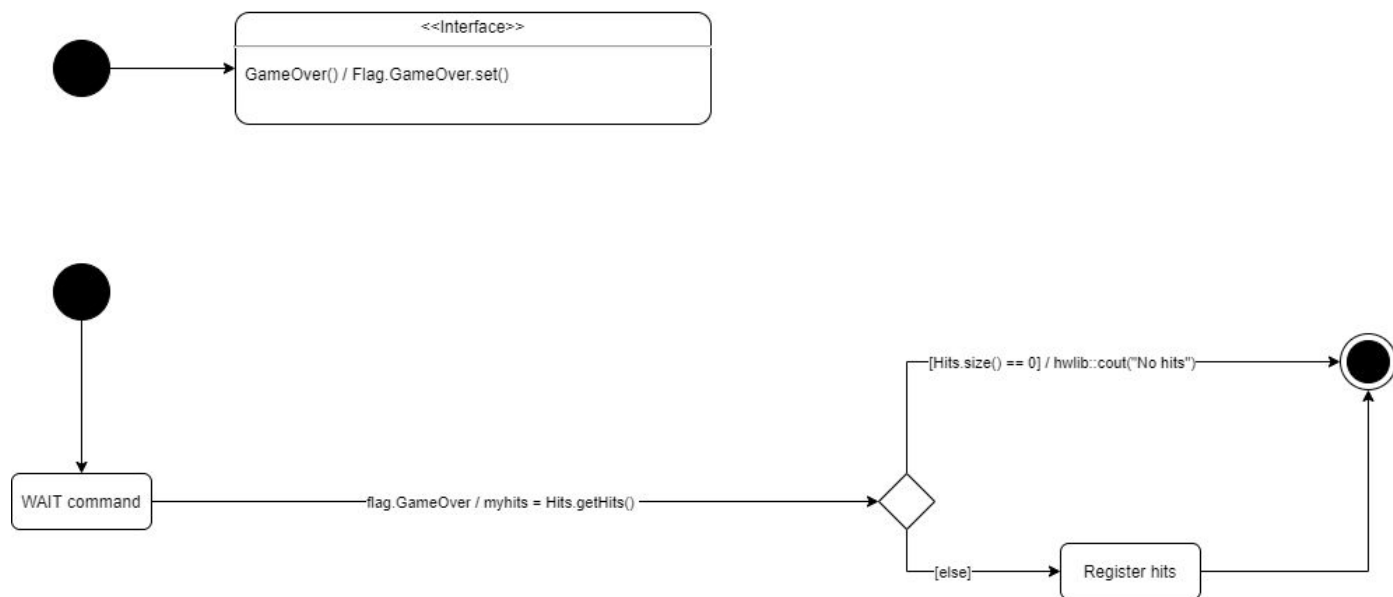 <<Interface>>
GameOver() / Flag.GameOver.set()
[Hits.size() == 0] / hwlib::cout("No hits")
WAIT command
flag.GameOver / myhits = Hits.getHits()
[else]
Register hits